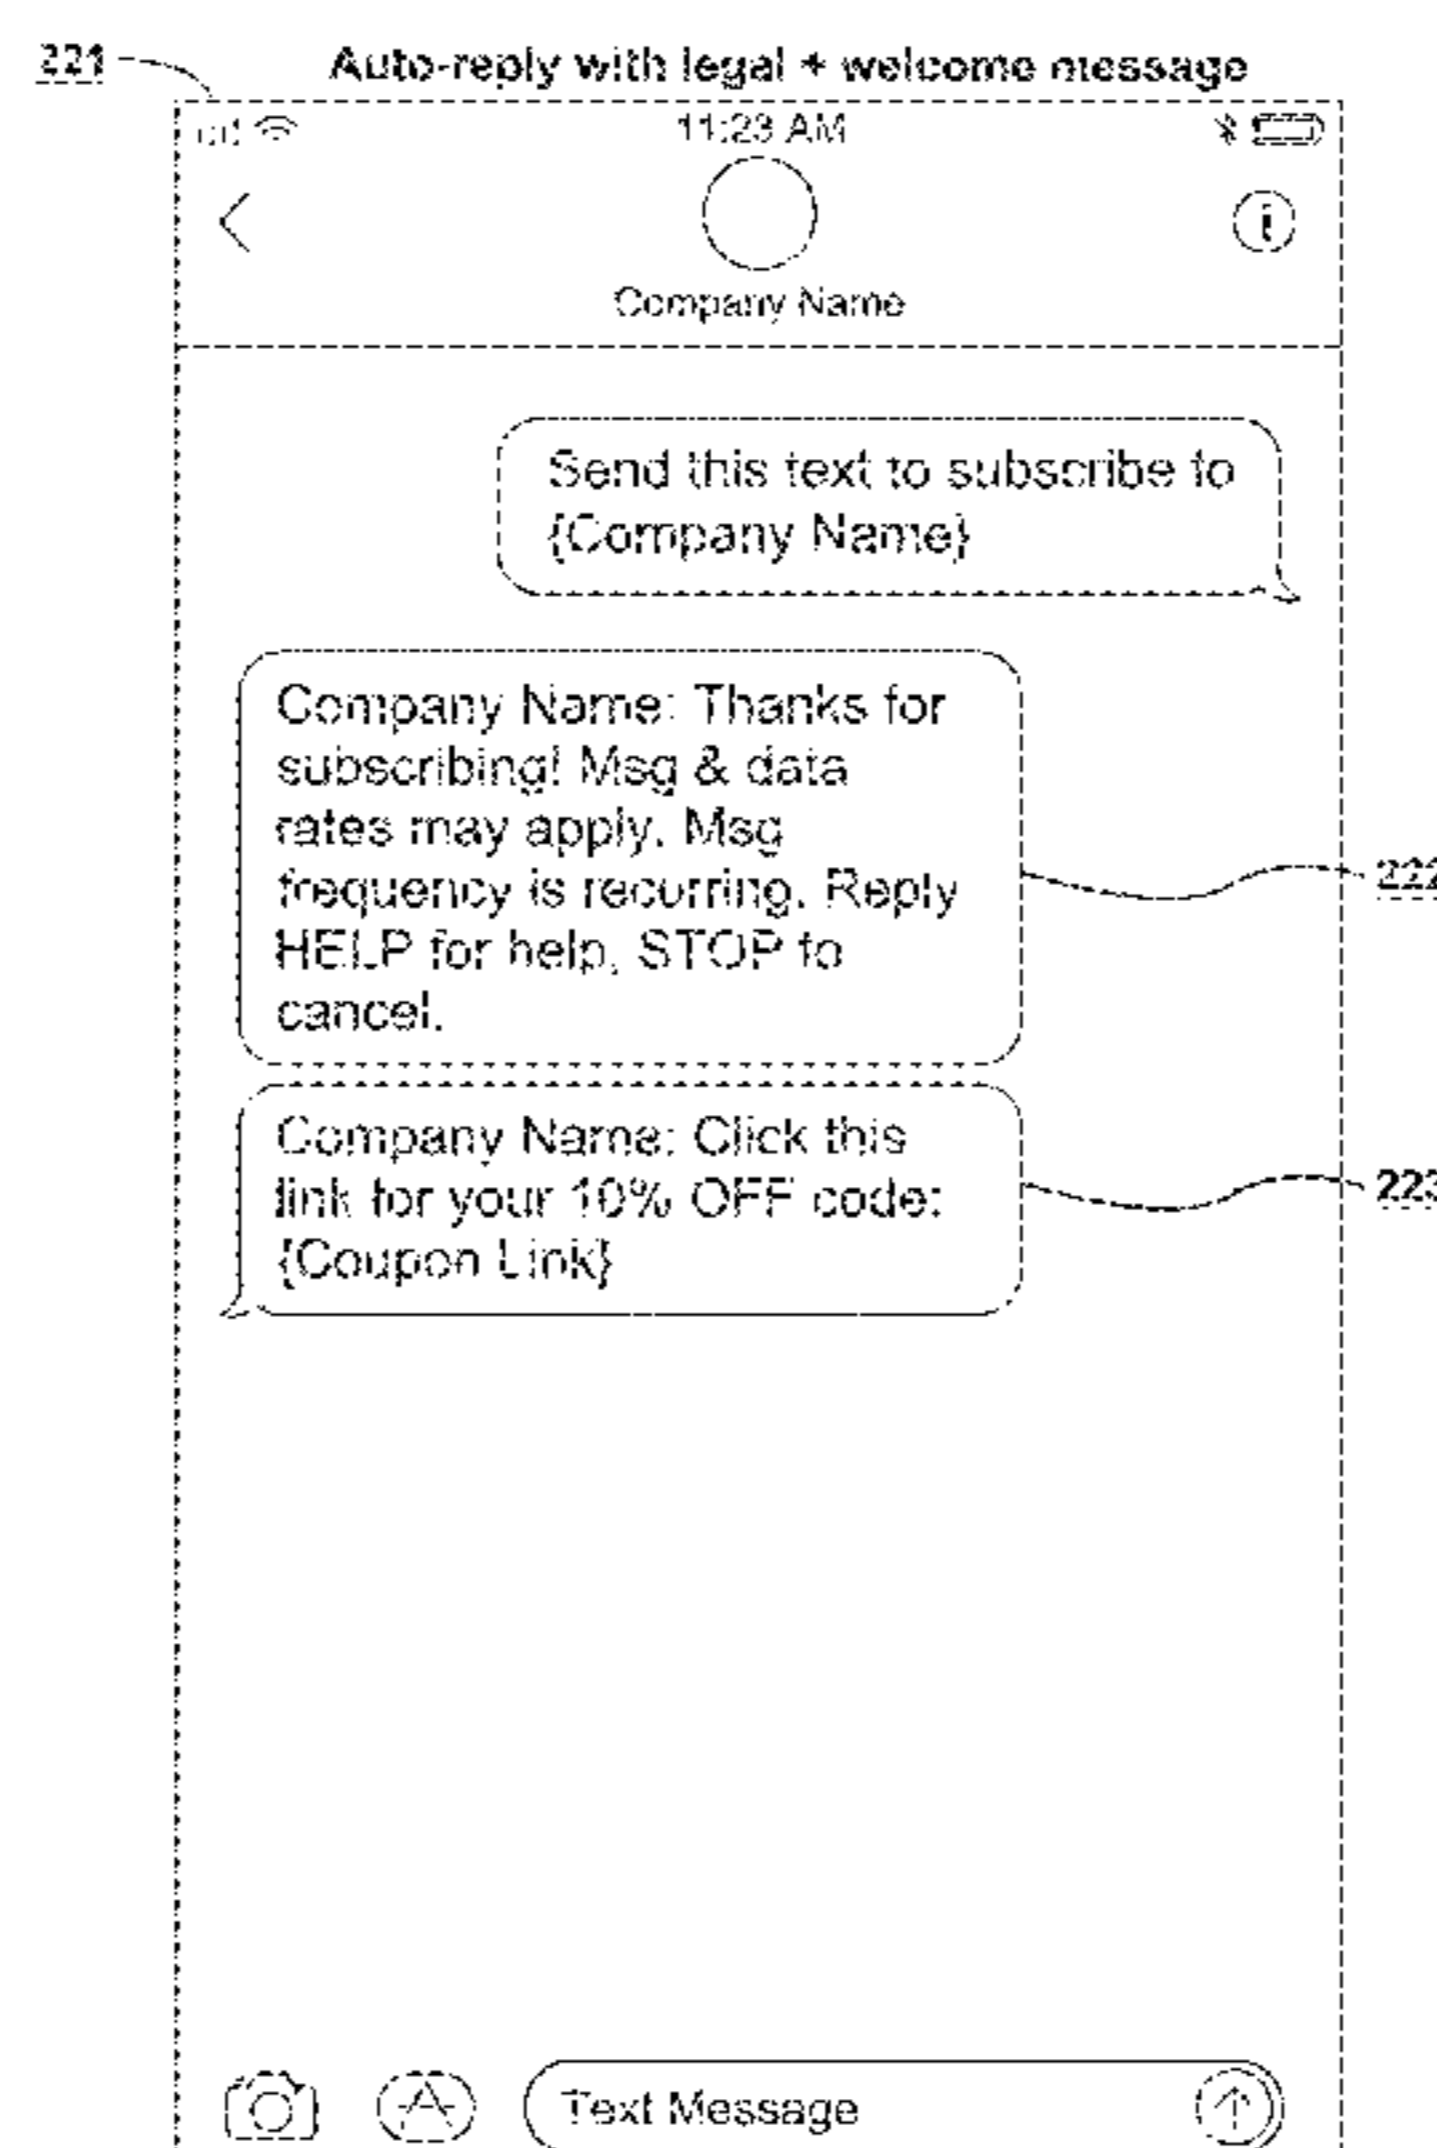 221
Auto-reply with legal + welcome message
11:23 AM
i
Company Name
Send this text to subscribe to
{Company Name}
Company Name: Thanks for
subscribing! Msg & data
rates may apply. Msg
frequency is recurring. Reply
HELP for help, STOP to
cancel.
222
Company Name: Click this
link for your 10% OFF code:
{Coupon Link}
223
Text Message